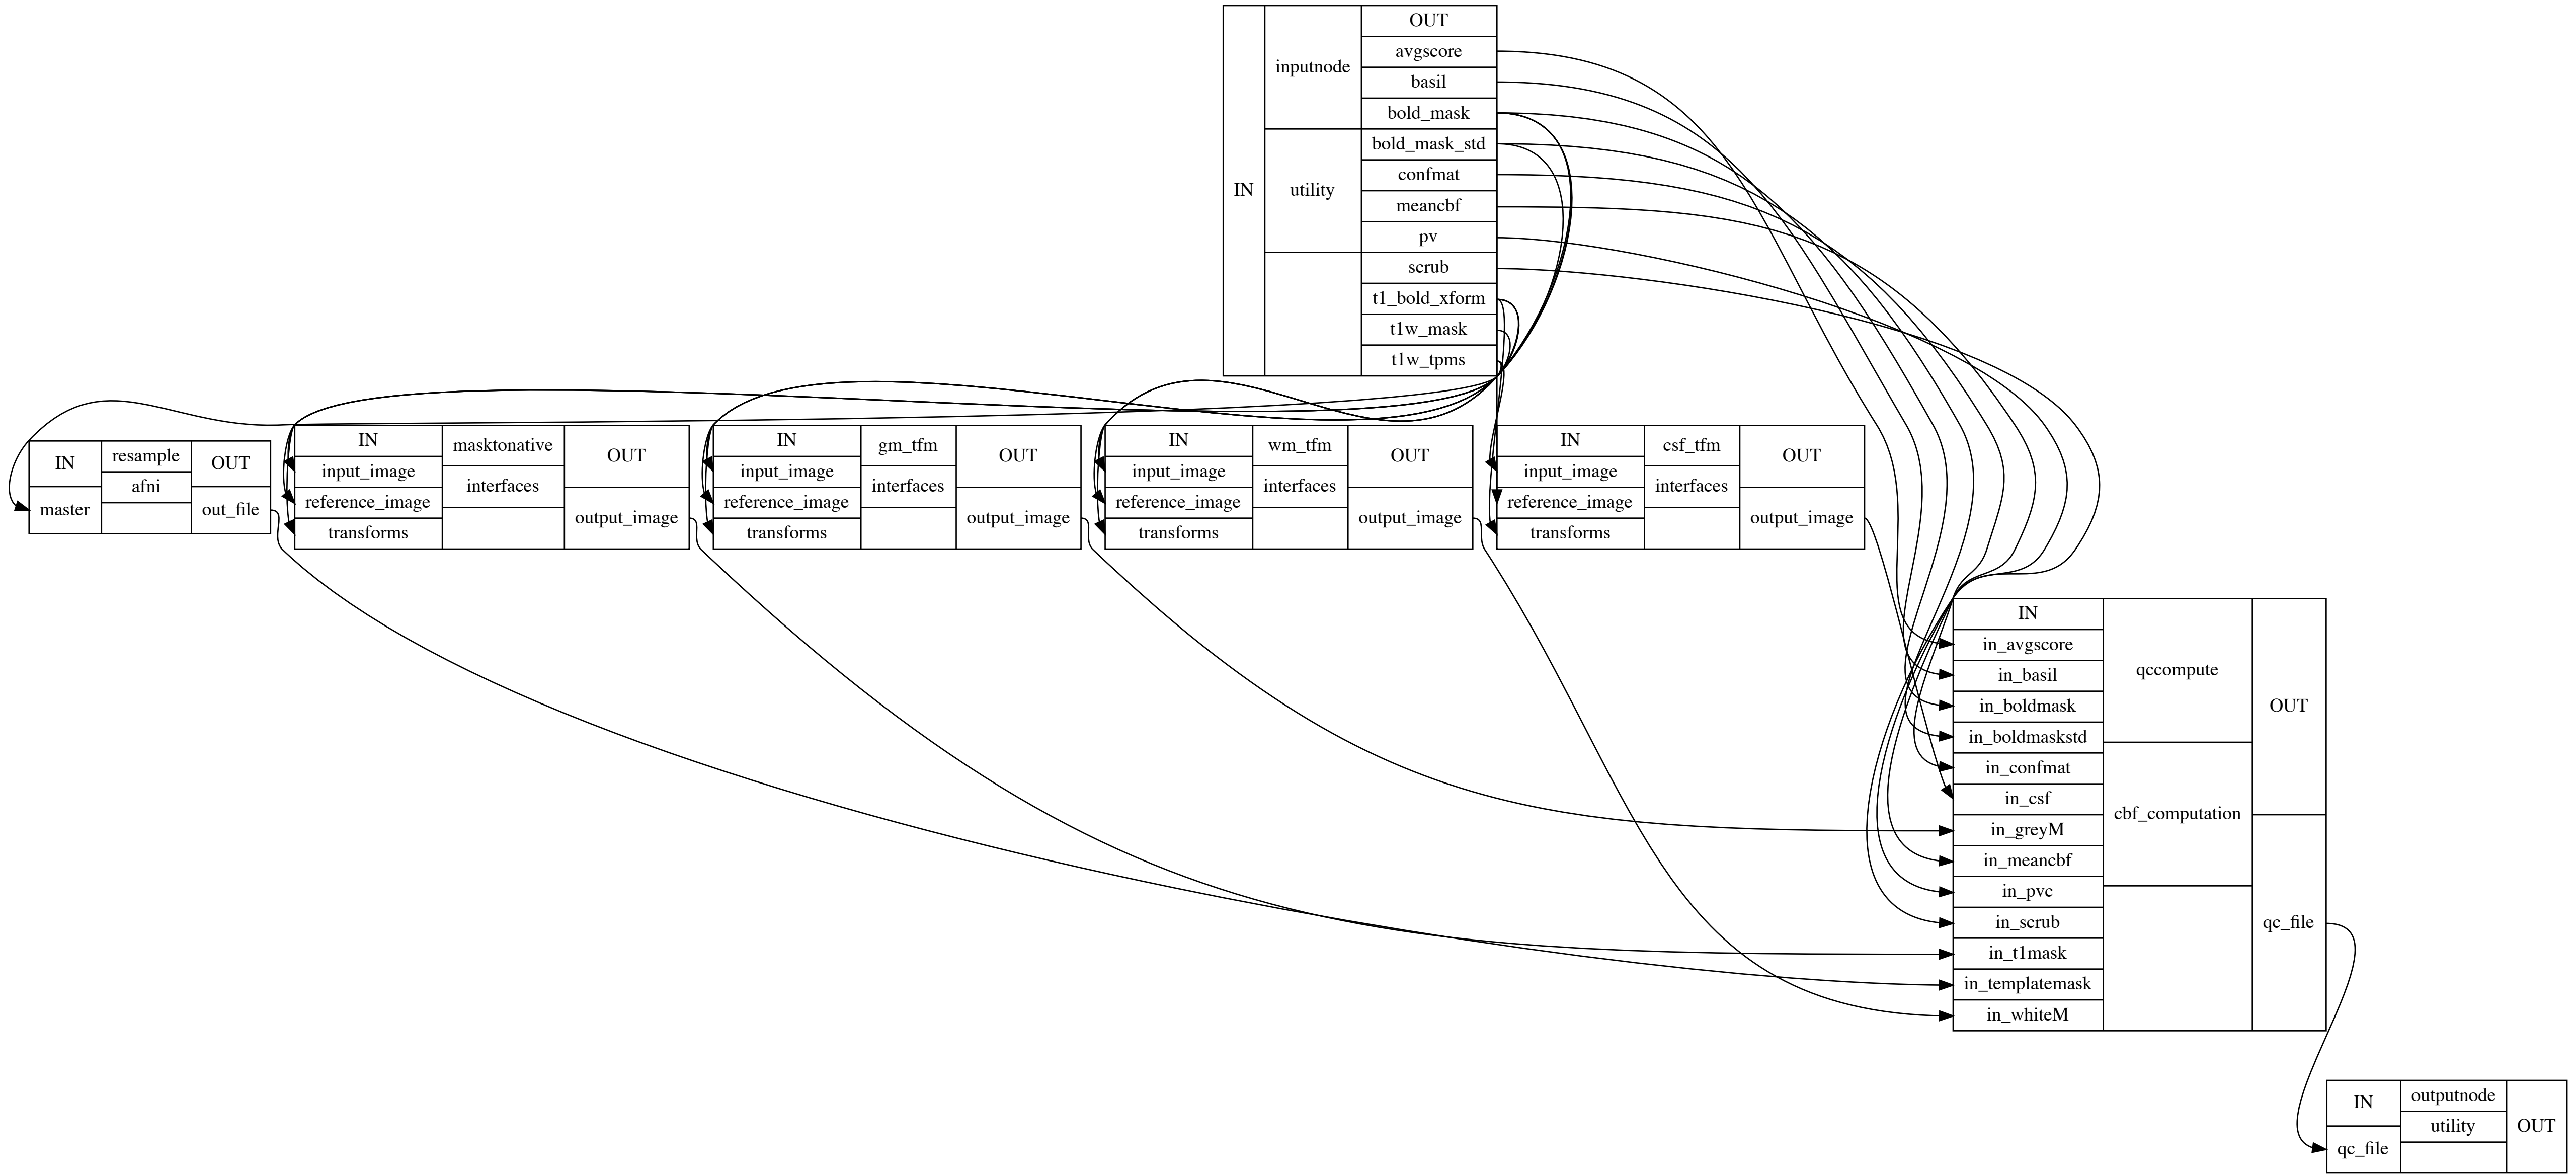 IN
inputnode
utility
OUT
avgscore
basil
bold_mask
bold_mask_std
confmat
meancbf
pv
scrub
t1_bold_xform
t1w_mask
t1w_tpms
IN
master
resample
afni
OUT
out_file
IN
input_image
reference_image
transforms
masktonative
interfaces
OUT
output_image
IN
input_image
reference_image
transforms
gm_tfm
interfaces
OUT
output_image
IN
input_image
reference_image
transforms
wm_tfm
interfaces
OUT
output_image
IN
input_image
reference_image
transforms
csf_tfm
interfaces
OUT
output_image
IN
in_avgscore
in_basil
in_boldmask
in_boldmaskstd
in_confmat
in_csf
in_greyM
in_meancbf
in_pvc
in_scrub
in_t1mask
in_templatemask
in_whiteM
qccompute
cbf_computation
OUT
qc_file
IN
qc_file
outputnode
utility
OUT